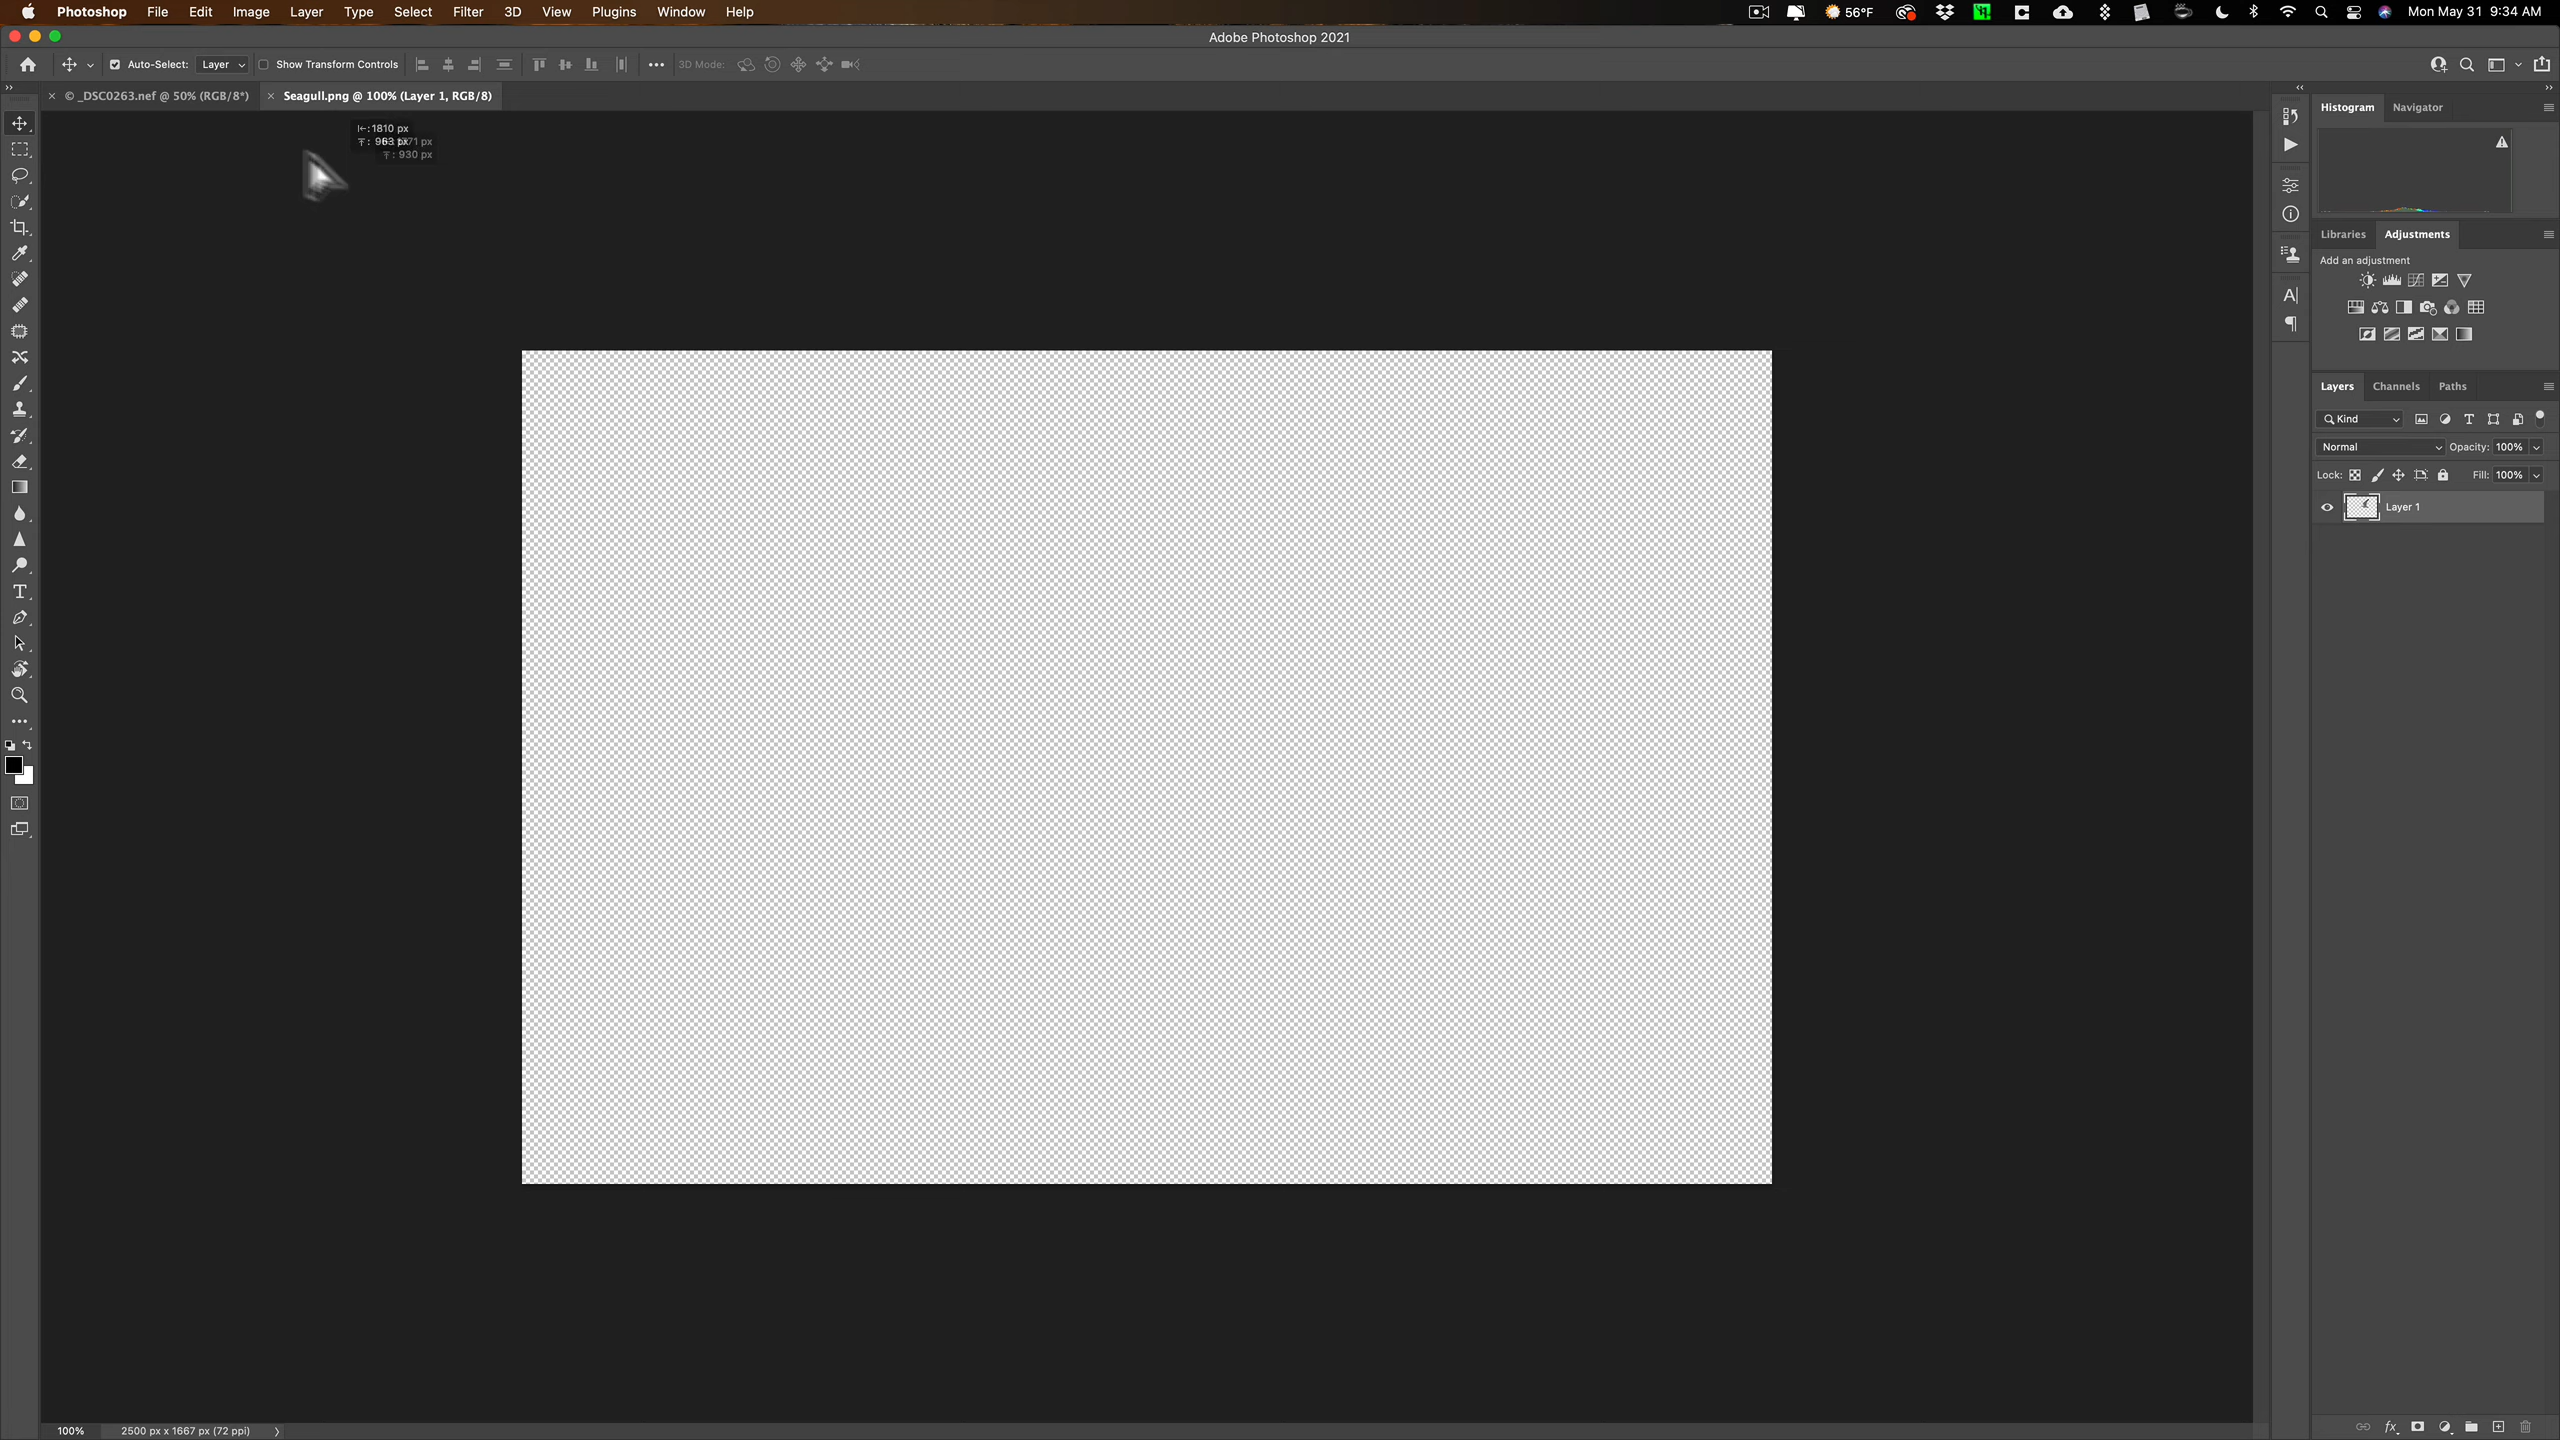 Photoshop File Edit Image Layer Type Select Filter 3D View Plugins Window Help 56°F Mon May 31 9:34 AM
Adobe Photoshop 2021
Auto-Select: Layer Show Transform Controls 3D Mode:
© _DSC0263.nef @ 50% (RGB/8*) Seagull.png @ 100% (Layer 1, RGB/8)
Histogram Navigator
1810 px
963 px
930 px
Libraries Adjustments
Add an adjustment
Layers Channels Paths
Kind
Normal Opacity: 100%
Lock: Fill: 100%
Layer 1
100% 2500 px x 1667 px (72 ppi)